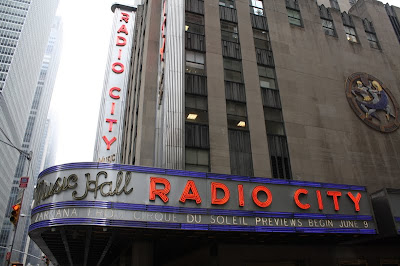 RADIO
CITY
Music Hall RADIO CITY
CIRQUE DU SOLEIL PREVIEWS BEGIN JUNE 9